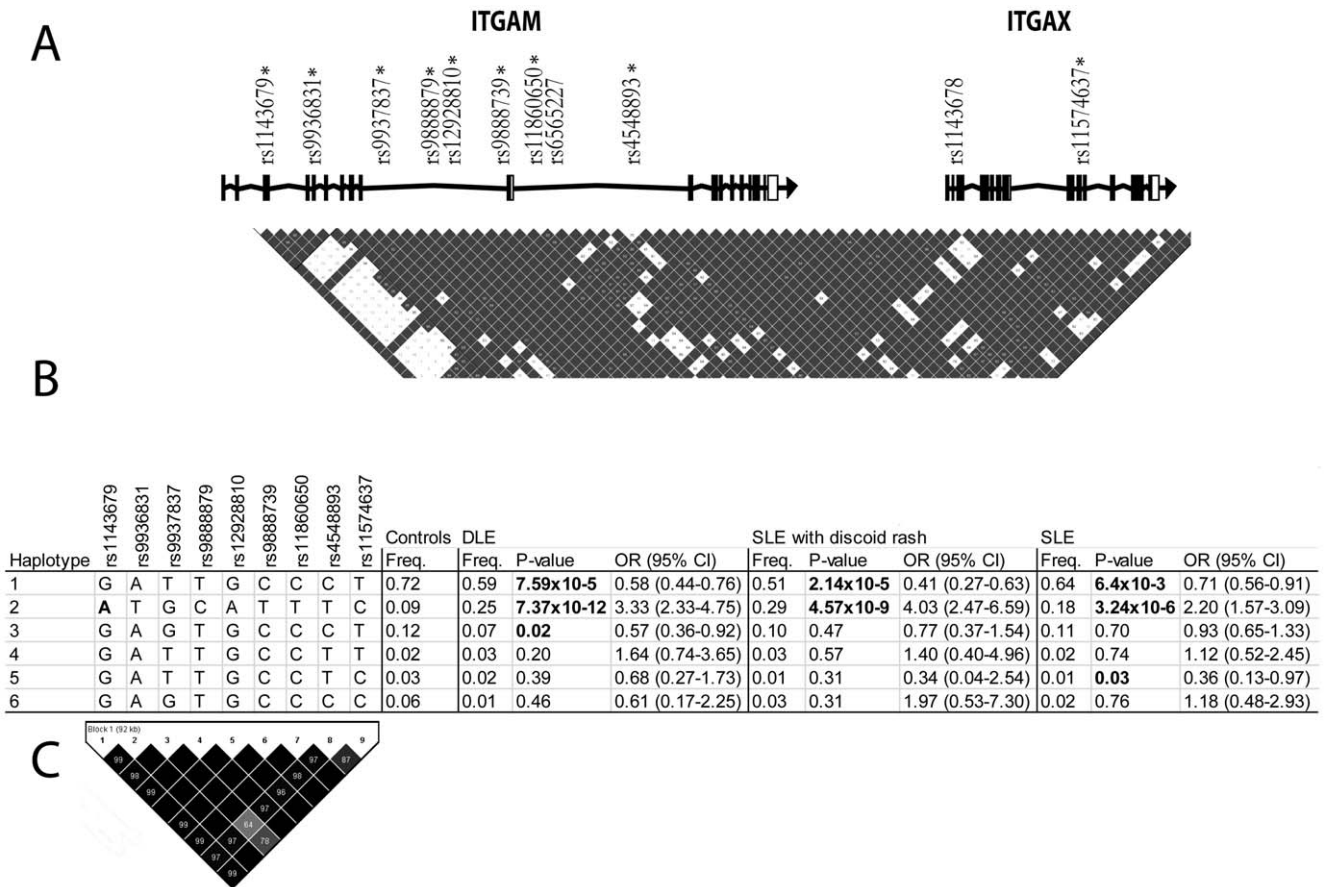 A
ITGAM ITGAX
rs1143679* rs9936831* rs9937837* rs9888879* rs12928810* rs9888739* rs11860650* rs6565227 rs4548893* rs1143678 rs11574637*
B
rs1143679 rs9936831 rs9937837 rs9888879 rs12928810 rs9888739 rs11860650 rs4548893 rs11574637
Controls DLE SLE with discoid rash SLE
Haplotype Freq. Freq. P-value OR (95% CI) Freq. P-value OR (95% CI) Freq. P-value OR (95% CI)
1 G A T T G C C C T 0.72 0.59 7.59x10-5 0.58 (0.44-0.76) 0.51 2.14x10-5 0.41 (0.27-0.63) 0.64 6.4x10-3 0.71 (0.56-0.91)
2 A T G C A T T T C 0.09 0.25 7.37x10-12 3.33 (2.33-4.75) 0.29 4.57x10-9 4.03 (2.47-6.59) 0.18 3.24x10-6 2.20 (1.57-3.09)
3 G A G T G C C C T 0.12 0.07 0.02 0.57 (0.36-0.92) 0.10 0.47 0.77 (0.37-1.54) 0.11 0.70 0.93 (0.65-1.33)
4 G A T T G C C T T 0.02 0.03 0.20 1.64 (0.74-3.65) 0.03 0.57 1.40 (0.40-4.96) 0.02 0.74 1.12 (0.52-2.45)
5 G A T T G C C T C 0.03 0.02 0.39 0.68 (0.27-1.73) 0.01 0.31 0.34 (0.04-2.54) 0.01 0.03 0.36 (0.13-0.97)
6 G A G T G C C C C 0.06 0.01 0.46 0.61 (0.17-2.25) 0.03 0.31 1.97 (0.53-7.30) 0.02 0.76 1.18 (0.48-2.93)
Block 1 (92 kb)
1 2 3 4 5 6 7 8 9
C
99 97 87
98 98
99 96
97
99 64
99 97 78
97
99